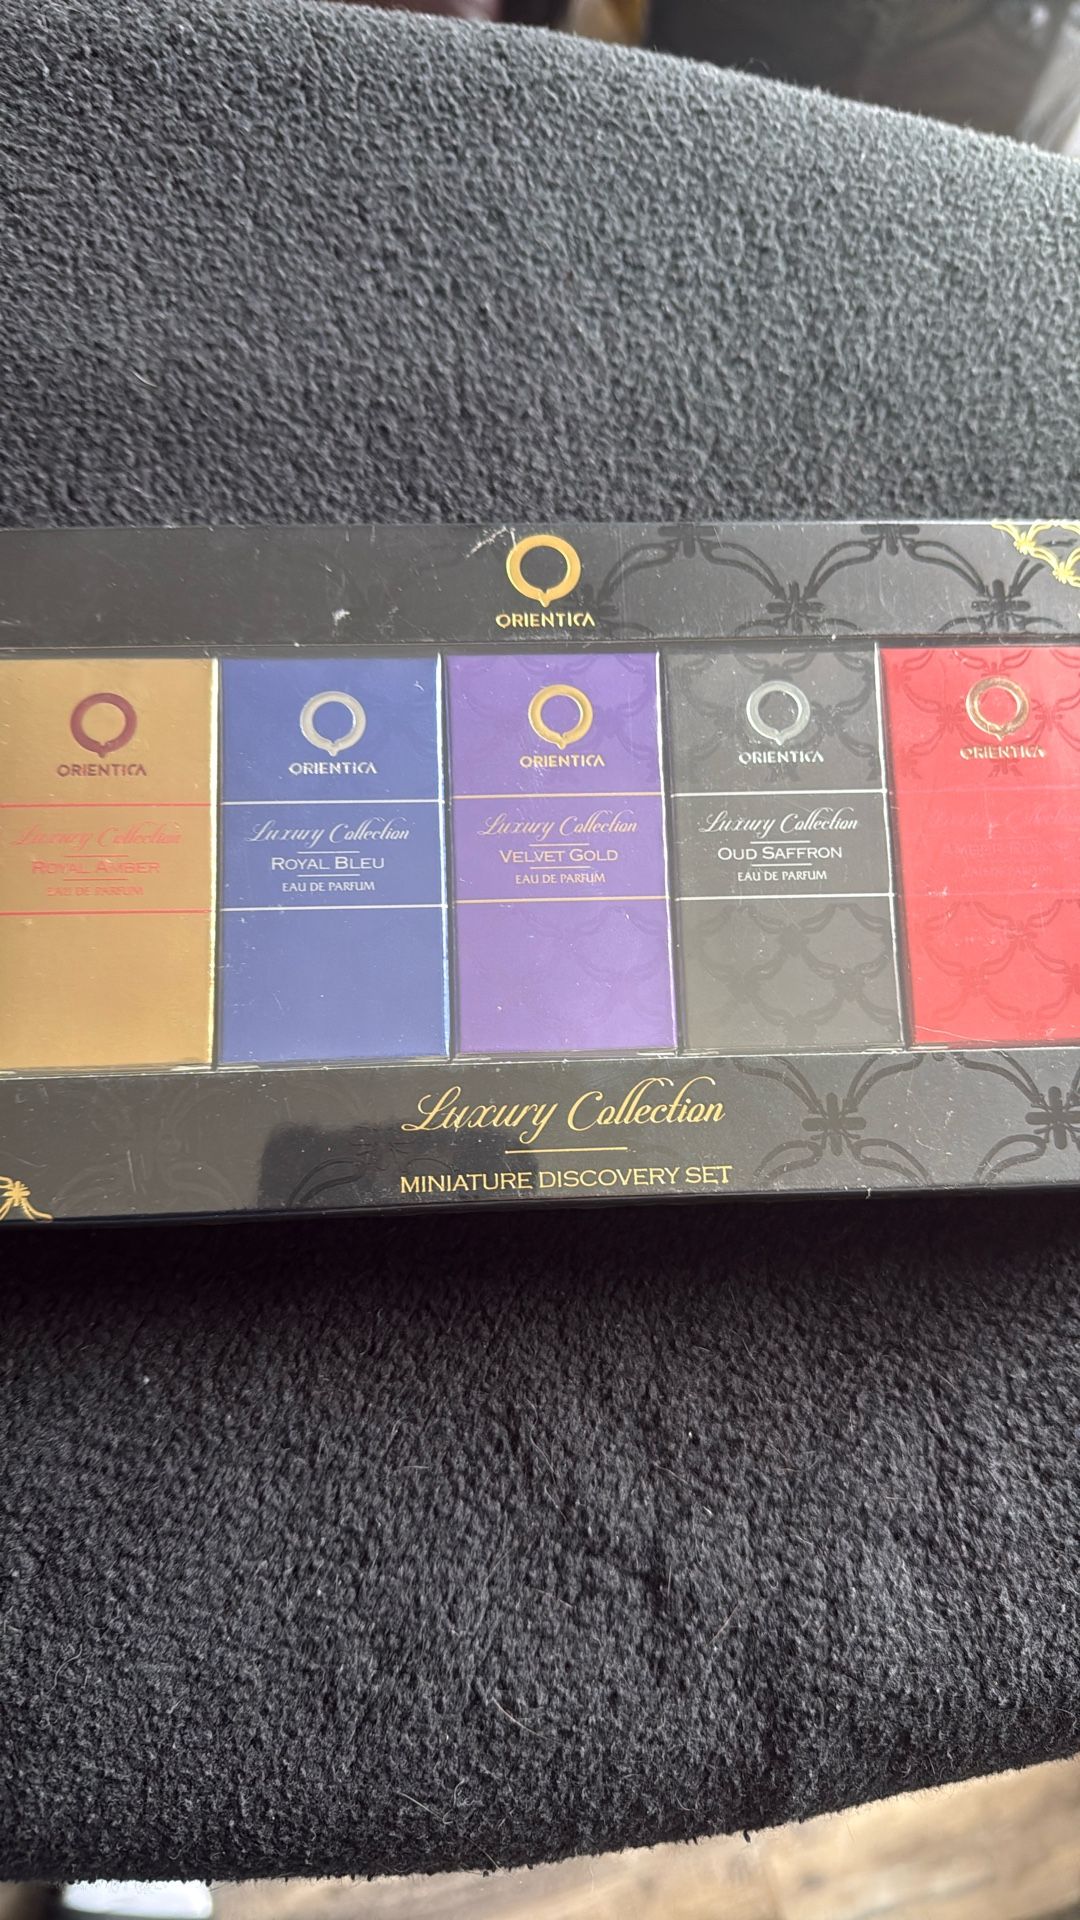 ORIENTICA
ORIENTICA
Luxury Collection
ROYAL AMBER
EAU DE PARFUM
ORIENTICA
Luxury Collection
ROYAL BLEU
EAU DE PARFUM
ORIENTICA
Luxury Collection
VELVET GOLD
EAU DE PARFUM
ORIENTICA
Luxury Collection
OUD SAFFRON
EAU DE PARFUM
ORIENTICA
Luxury Collection
Luxury Collection
MINIATURE DISCOVERY SET